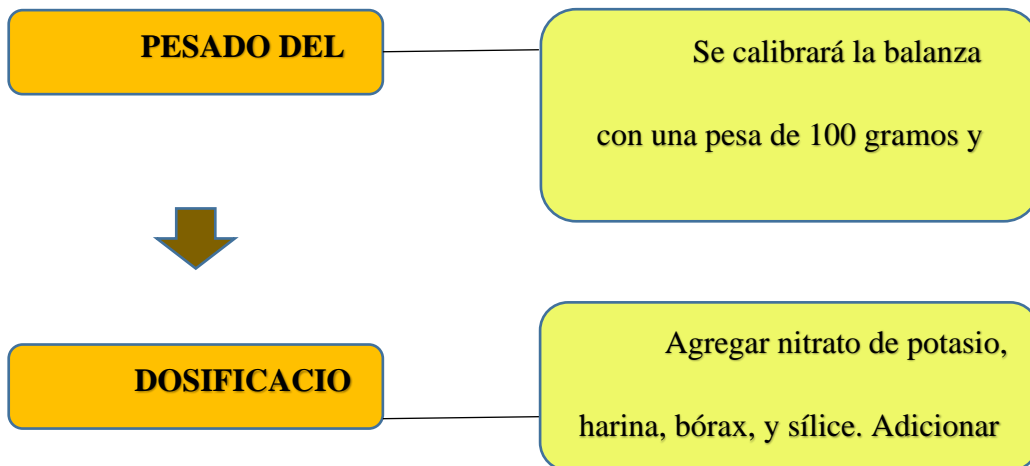 PESADO DEL
Se calibrará la balanza
con una pesa de 100 gramos y
DOSIFICACIO
Agregar nitrato de potasio,
harina, bórax, y sílice. Adicionar